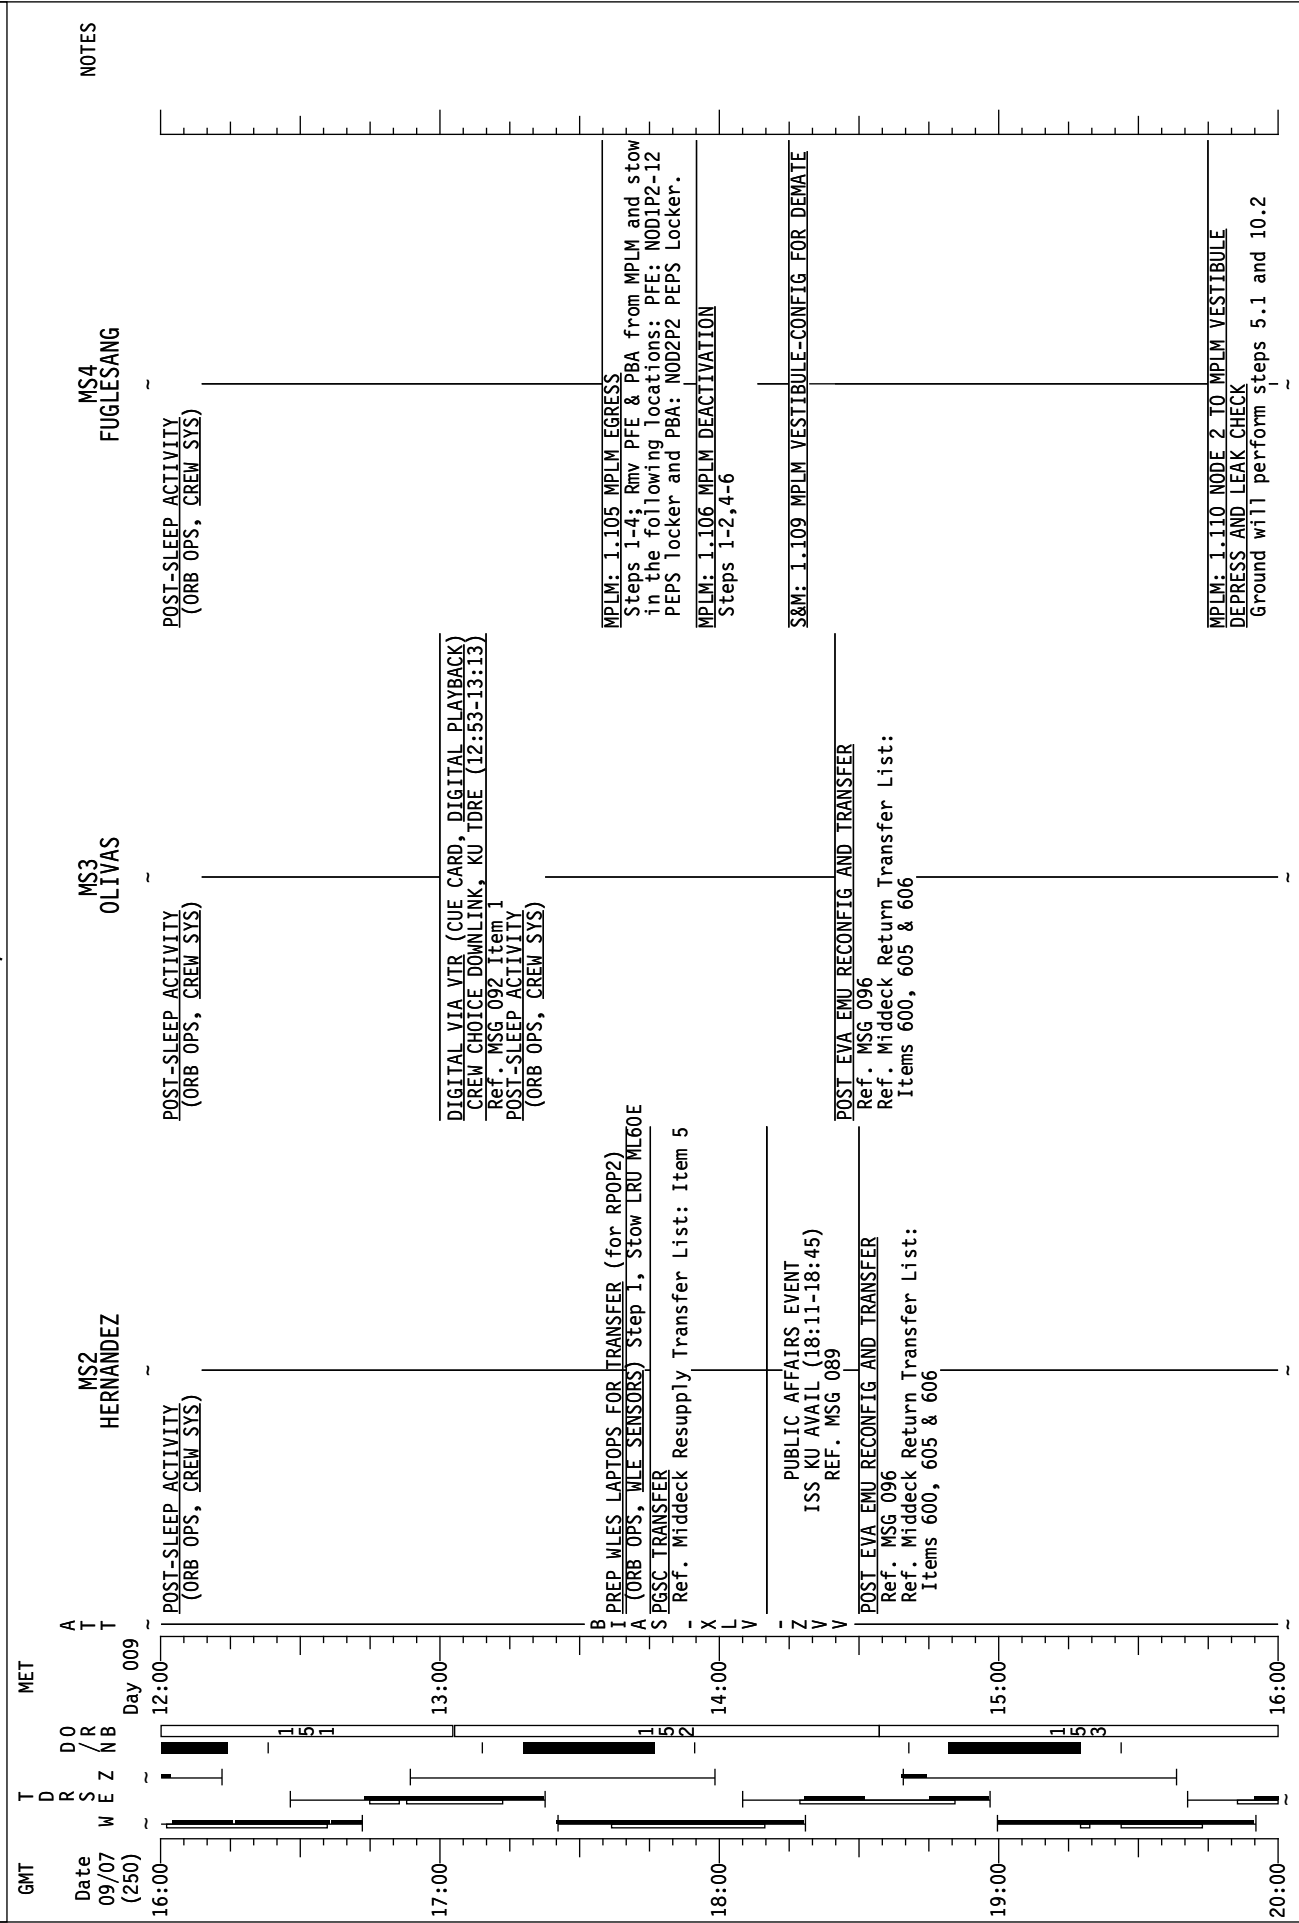 GMT
Date
09/07
(250)
16:00
17:00
18:00
19:00
20:00
T
D
R
S
W E Z
D O
/ R
N B
151
152
153
MET
Day 009
12:00
13:00
14:00
15:00
16:00
A
T
T
B
I
A
S
-
X
L
V
-
Z
V
V
MS2
HERNANDEZ
POST-SLEEP ACTIVITY
(ORB OPS, CREW SYS)
PREP WLES LAPTOPS FOR TRANSFER (for RPOP2)
(ORB OPS, WLE SENSORS) Step 1, Stow LRU ML60E
PGSC TRANSFER
Ref. Middeck Resupply Transfer List: Item 5
PUBLIC AFFAIRS EVENT
ISS KU AVAIL (18:11-18:45)
REF. MSG 089
POST EVA EMU RECONFIG AND TRANSFER
Ref. MSG 096
Ref. Middeck Return Transfer List:
Items 600, 605 & 606
MS3
OLIVAS
POST-SLEEP ACTIVITY
(ORB OPS, CREW SYS)
DIGITAL VIA VTR (CUE CARD, DIGITAL PLAYBACK)
CREW CHOICE DOWNLINK, KU TDRE (12:53-13:13)
Ref. MSG 092 Item 1
POST-SLEEP ACTIVITY
(ORB OPS, CREW SYS)
POST EVA EMU RECONFIG AND TRANSFER
Ref. MSG 096
Ref. Middeck Return Transfer List:
Items 600, 605 & 606
MS4
FUGLESANG
POST-SLEEP ACTIVITY
(ORB OPS, CREW SYS)
MPLM: 1.105 MPLM EGRESS
Steps 1-4; Rmv PFE & PBA from MPLM and stow
in the following locations: PFE: NOD1P2-12
PEPS locker and PBA: NOD2P2 PEPS Locker.
MPLM: 1.106 MPLM DEACTIVATION
Steps 1-2,4-6
S&M: 1.109 MPLM VESTIBULE-CONFIG FOR DEMATE
MPLM: 1.110 NODE 2 TO MPLM VESTIBULE
DEPRESS AND LEAK CHECK
Ground will perform steps 5.1 and 10.2
NOTES